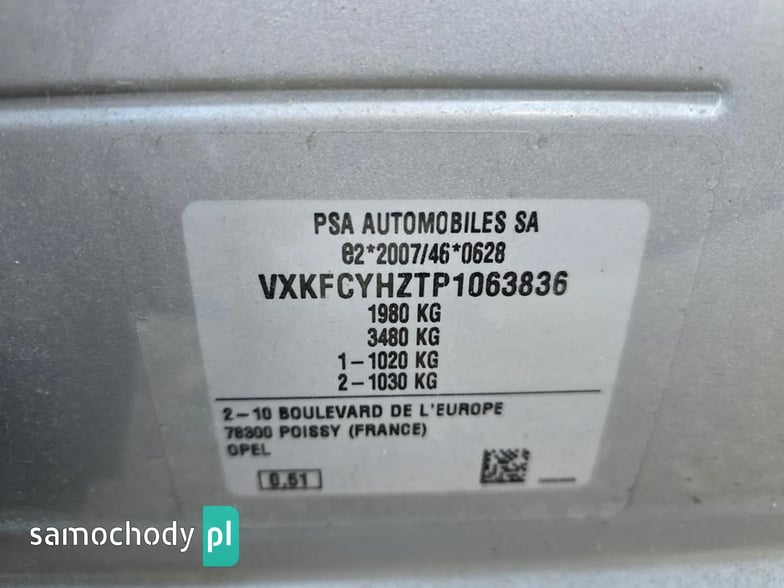 PSA AUTOMOBILES SA
e2*2007/46*0628
VXKFCYHZTP1063836
1980 KG
3480 KG
1-1020 KG
2-1030 KG
2-10 BOULEVARD DE L'EUROPE
78300 POISSY (FRANCE)
OPEL
0.51
samochody pl